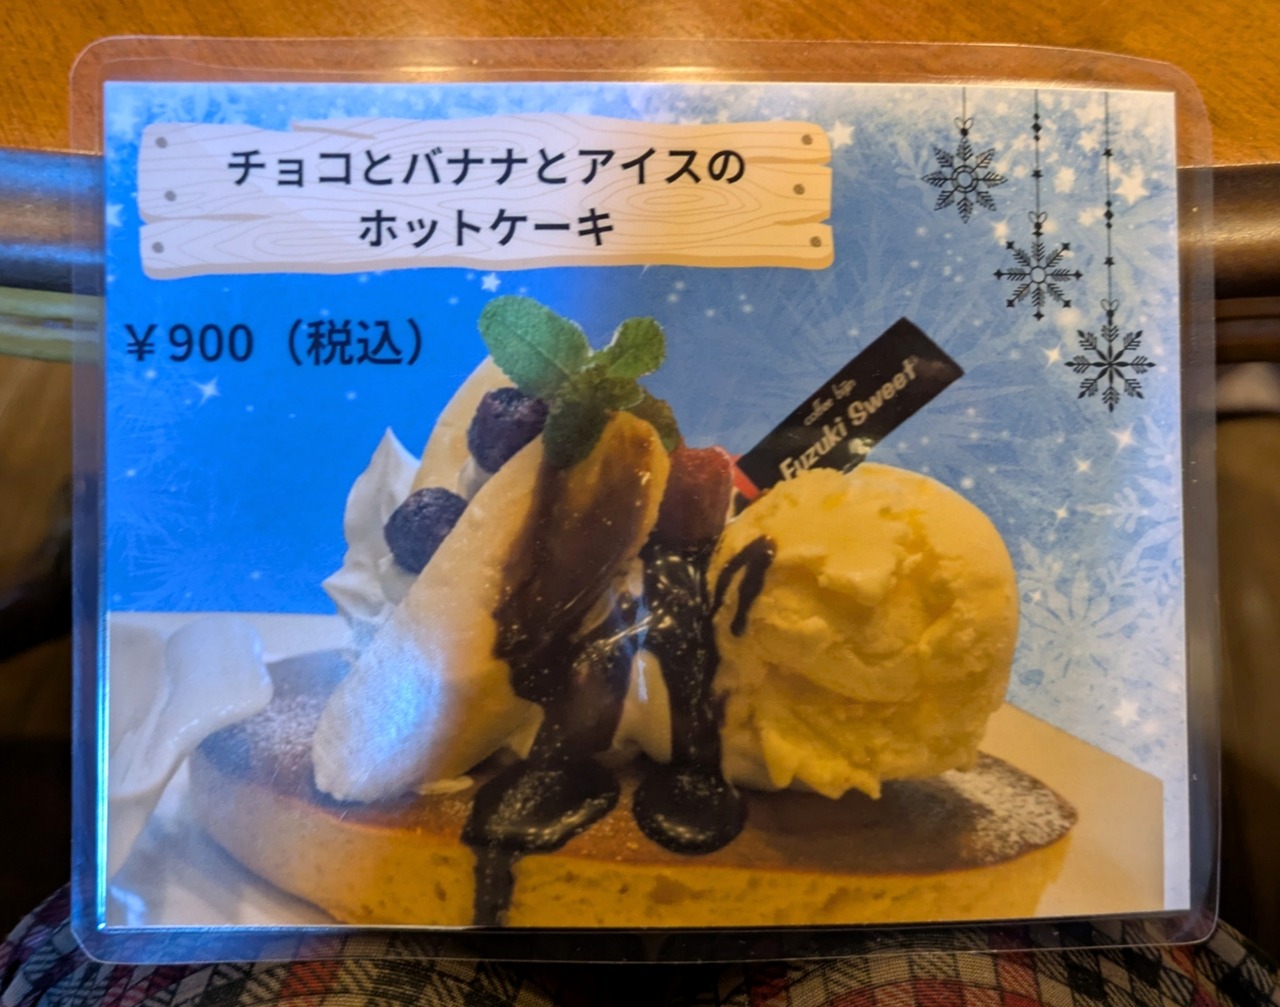 チョコとバナナとアイスの
ホットケーキ
￥900（税込）
Fuzuki Sweet